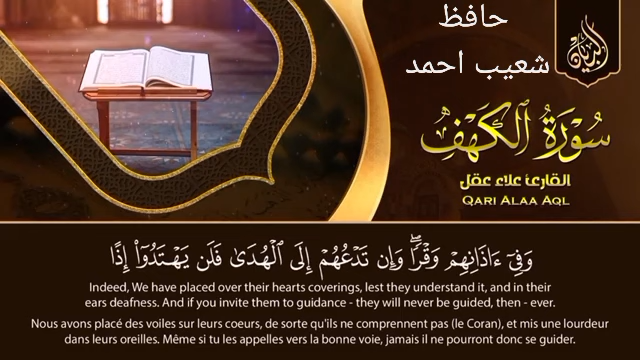 حافظ
شعيب احمد
الريان
سُورَةُ الكَهْفِ
القارئ علاء عقل
QARI ALAA AQL
وَفِىٓ ءَاذَانِهِمْ وَقْرًۭا ۖ وَإِن تَدْعُهُمْ إِلَى ٱلْهُدَىٰ فَلَن يَهْتَدُوٓا۟ إِذًا
Indeed, We have placed over their hearts coverings, lest they understand it, and in their
ears deafness. And if you invite them to guidance - they will never be guided, then - ever.
Nous avons placé des voiles sur leurs coeurs, de sorte qu'ils ne comprennent pas (le Coran), et mis une lourdeur
dans leurs oreilles. Même si tu les appelles vers la bonne voie, jamais il ne pourront donc se guider.